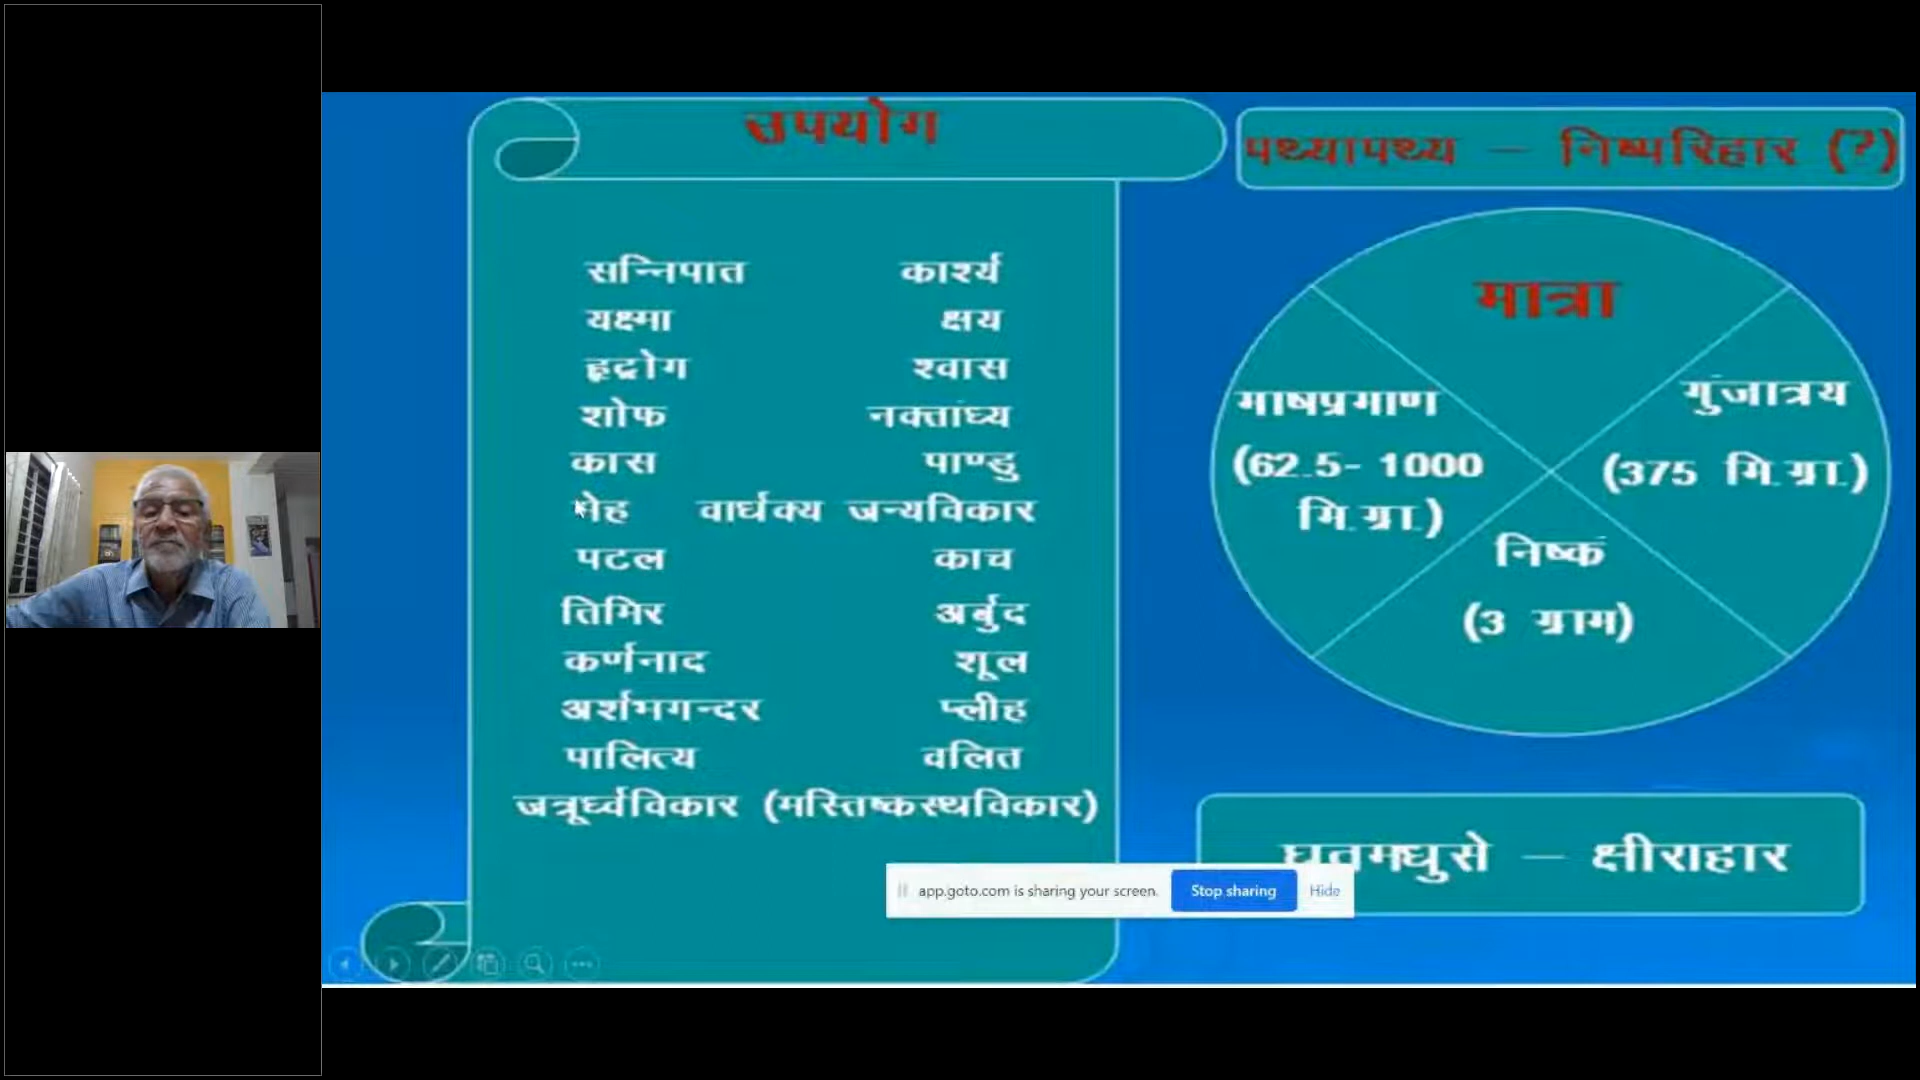 उपयोग
सन्निपात कार्श्य
यक्ष्मा क्षय
हृद्रोग श्वास
शोफ नक्तांघ्य
कास पाण्डु
मेह वार्धक्य जन्यविकार
पटल काच
तिमिर अर्बुद
कर्णनाद शूल
अर्शभगन्दर प्लीह
पालित्य वलित
जत्रूर्ध्वविकार (मस्तिष्कस्थविकार)
पथ्यापथ्य – निष्परिहार (?)
मात्रा
माषप्रमाण
(62.5- 1000
मि.ग्रा.)
गुंजात्रय
(375 मि.ग्रा.)
निष्कं
(3 ग्राम)
घृतमधुसे – क्षीराहार
app.goto.com is sharing your screen. Stop sharing Hide